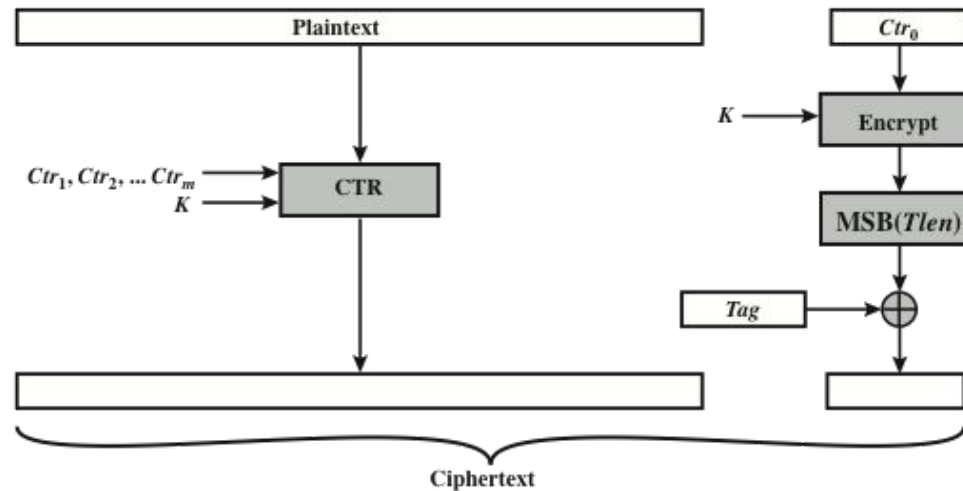 Plaintext
Ctr0
K
Encrypt
Ctr1, Ctr2, ... Ctrm
K
CTR
MSB(Tlen)
Tag
Ciphertext